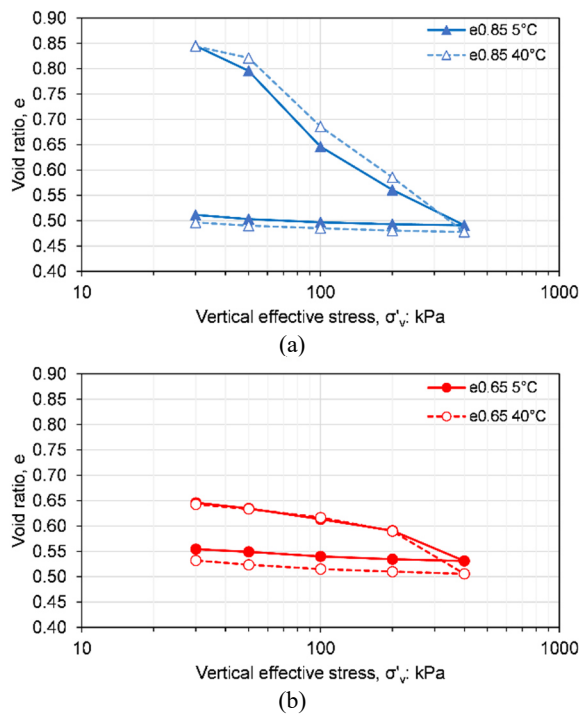 0.90
0.85
0.80
0.75
0.70
0.65
0.60
0.55
0.50
0.45
0.40
Void ratio, e
e0.85 5°C
e0.85 40°C
10
100
1000
Vertical effective stress, σ'v: kPa
(a)
0.90
0.85
0.80
0.75
0.70
0.65
0.60
0.55
0.50
0.45
0.40
Void ratio, e
e0.65 5°C
e0.65 40°C
10
100
1000
Vertical effective stress, σ'v: kPa
(b)